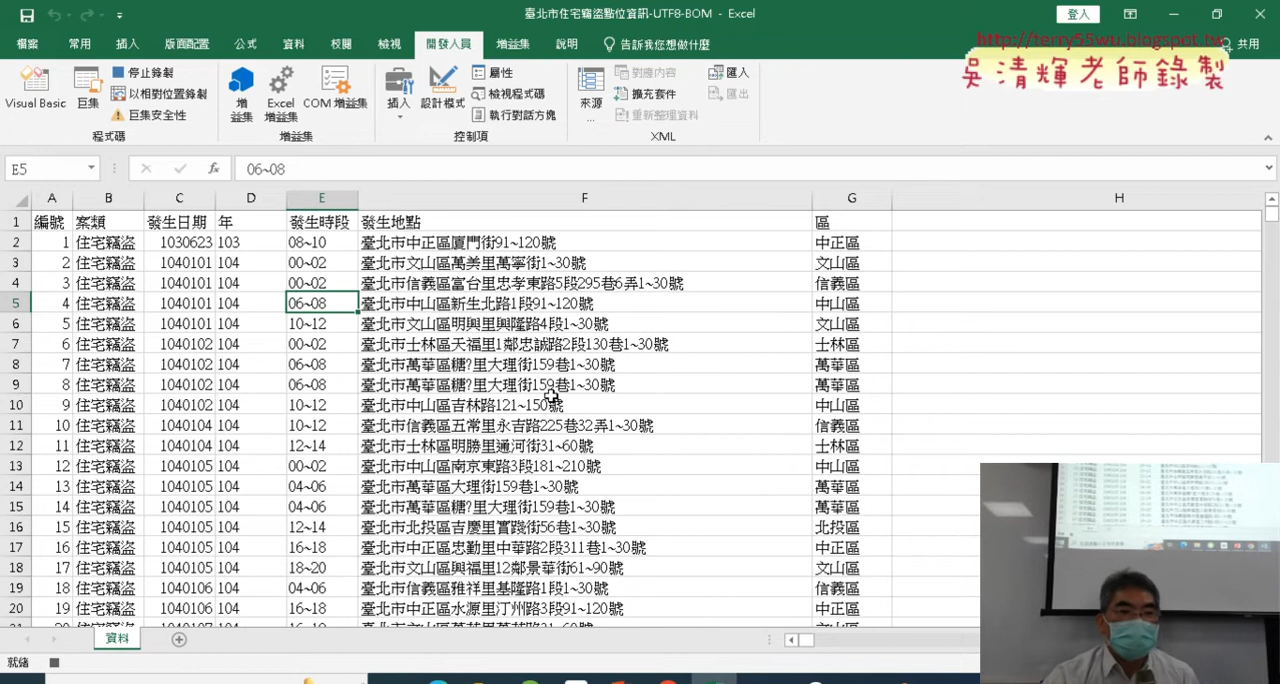 臺北市住宅竊盜點位資訊-UTF8-BOM - Excel
登入
檔案 常用 插入 版面配置 公式 資料 校閱 檢視 開發人員 增益集 說明 告訴我您想做什麼 共用
http://terry55wu.blogspot.tw
吳清輝老師錄製
Visual Basic 巨集 停止錄製 以相對位置錄製 巨集安全性 程式碼
增益集 Excel 增益集 COM 增益集 增益集
插入 設計模式 屬性 檢視程式碼 執行對話方塊 控制項
來源... 對應內容 擴充套件 重新整理資料 匯入 匯出 XML
E5 fx 06~08
A B C D E F G H
1 編號 案類 發生日期 年 發生時段 發生地點 區
2 1 住宅竊盜 1030623 103 08~10 臺北市中正區廈門街91~120號 中正區
3 2 住宅竊盜 1040101 104 00~02 臺北市文山區萬美里萬寧街1~30號 文山區
4 3 住宅竊盜 1040101 104 00~02 臺北市信義區富台里忠孝東路5段295巷6弄1~30號 信義區
5 4 住宅竊盜 1040101 104 06~08 臺北市中山區新生北路1段91~120號 中山區
6 5 住宅竊盜 1040101 104 10~12 臺北市文山區明興里興隆路4段1~30號 文山區
7 6 住宅竊盜 1040102 104 00~02 臺北市士林區天福里1鄰忠誠路2段130巷1~30號 士林區
8 7 住宅竊盜 1040102 104 06~08 臺北市萬華區糖?里大理街159巷1~30號 萬華區
9 8 住宅竊盜 1040102 104 06~08 臺北市萬華區糖?里大理街159巷1~30號 萬華區
10 9 住宅竊盜 1040102 104 10~12 臺北市中山區吉林路121~150號 中山區
11 10 住宅竊盜 1040104 104 10~12 臺北市信義區五常里永吉路225巷32弄1~30號 信義區
12 11 住宅竊盜 1040104 104 12~14 臺北市士林區明勝里通河街31~60號 士林區
13 12 住宅竊盜 1040105 104 00~02 臺北市中山區南京東路3段181~210號 中山區
14 13 住宅竊盜 1040105 104 04~06 臺北市萬華區大理街159巷1~30號 萬華區
15 14 住宅竊盜 1040105 104 04~06 臺北市萬華區糖?里大理街159巷1~30號 萬華區
16 15 住宅竊盜 1040105 104 12~14 臺北市北投區吉慶里實踐街56巷1~30號 北投區
17 16 住宅竊盜 1040105 104 16~18 臺北市中正區忠勤里中華路2段311巷1~30號 中正區
18 17 住宅竊盜 1040105 104 18~20 臺北市文山區興福里12鄰景華街61~90號 文山區
19 18 住宅竊盜 1040106 104 04~06 臺北市信義區雅祥里基隆路1段1~30號 信義區
20 19 住宅竊盜 1040106 104 16~18 臺北市中正區水源里汀州路3段91~120號 中正區
資料
就緒